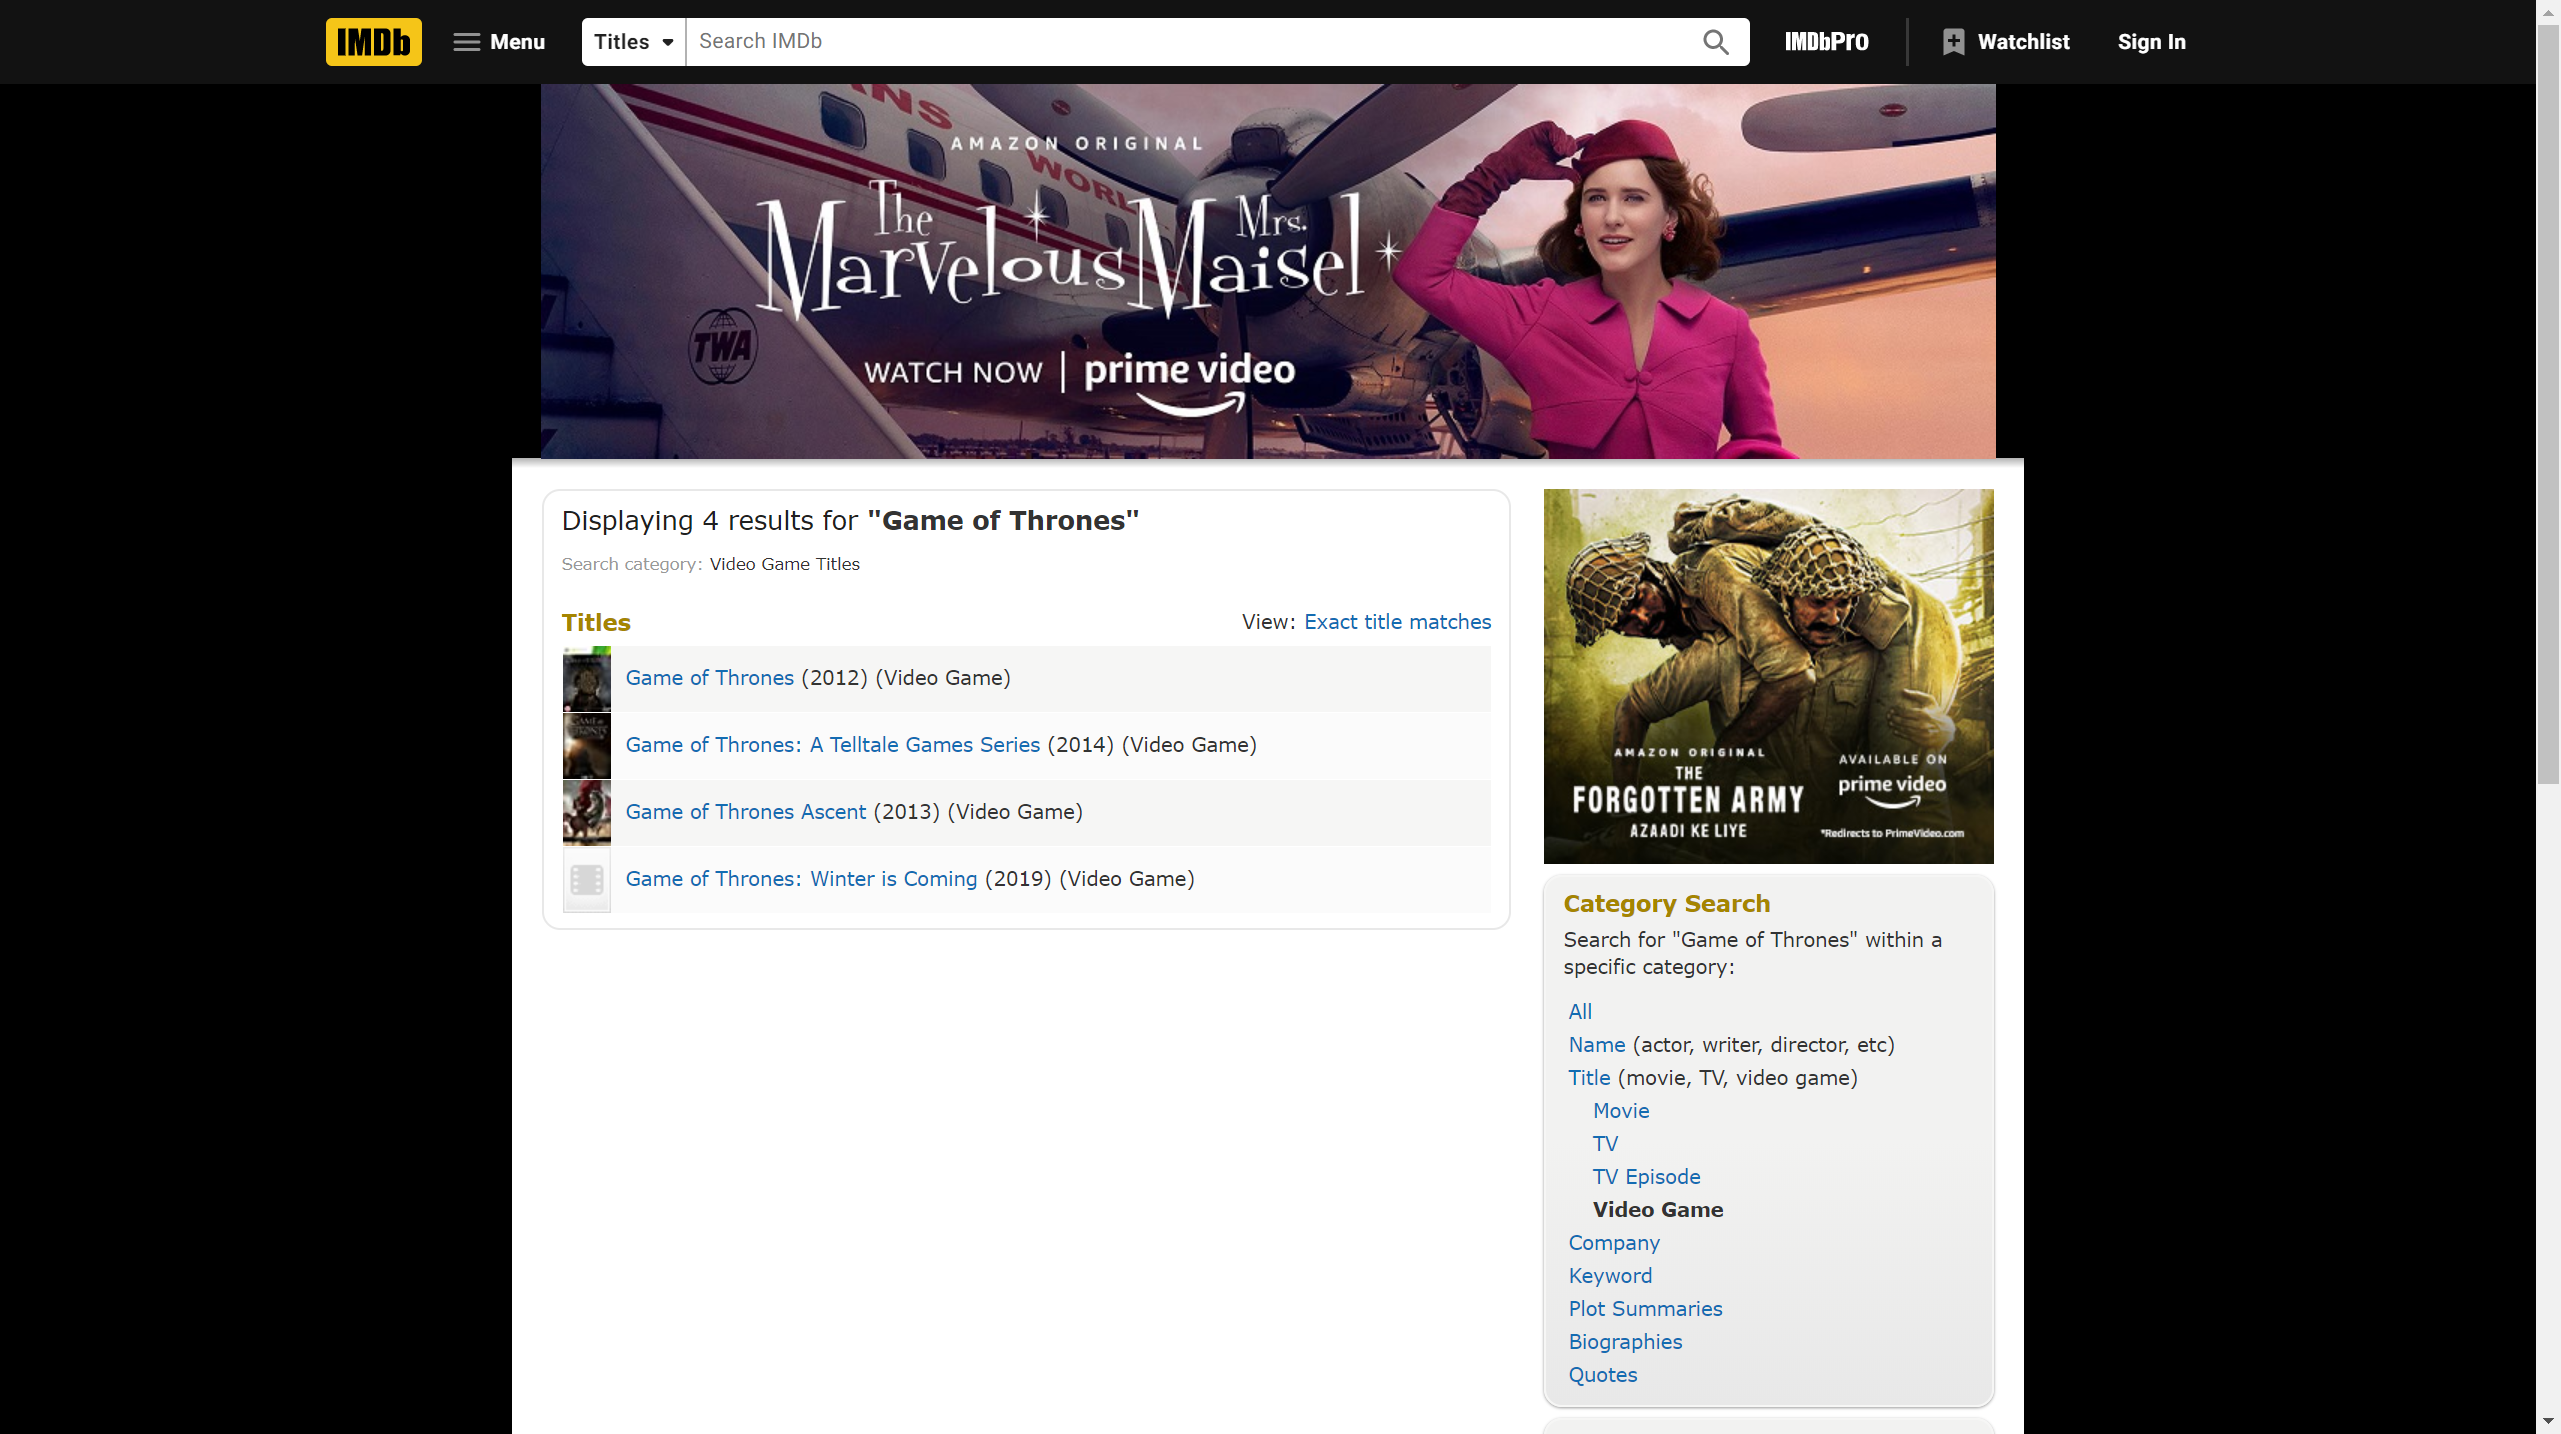 IMDb
Menu
Titles
Search IMDb
IMDbPro
Watchlist
Sign In
AMAZON ORIGINAL
The Marvelous Mrs. Maisel
WORL
TWA
WATCH NOW | prime video
Displaying 4 results for "Game of Thrones"
Search category: Video Game Titles
Titles
View: Exact title matches
Game of Thrones (2012) (Video Game)
Game of Thrones: A Telltale Games Series (2014) (Video Game)
Game of Thrones Ascent (2013) (Video Game)
Game of Thrones: Winter is Coming (2019) (Video Game)
AMAZON ORIGINAL
THE
FORGOTTEN ARMY
AZAADI KE LIYE
AVAILABLE ON
prime video
*Redirects to PrimeVideo.com
Category Search
Search for "Game of Thrones" within a
specific category:
All
Name (actor, writer, director, etc)
Title (movie, TV, video game)
Movie
TV
TV Episode
Video Game
Company
Keyword
Plot Summaries
Biographies
Quotes